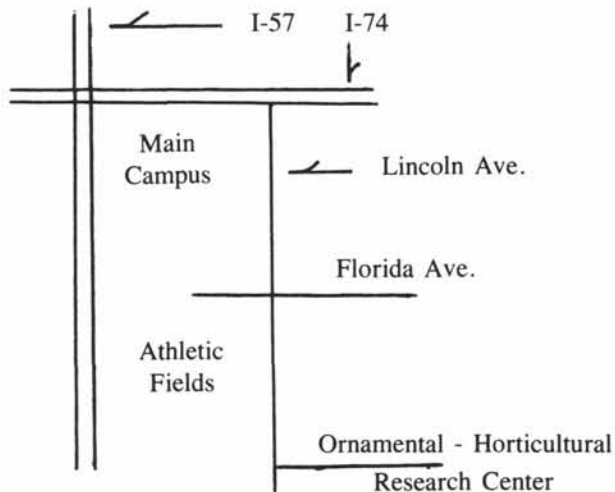 I-57 I-74
Main
Campus
Lincoln Ave.
Florida Ave.
Athletic
Fields
Ornamental - Horticultural
Research Center